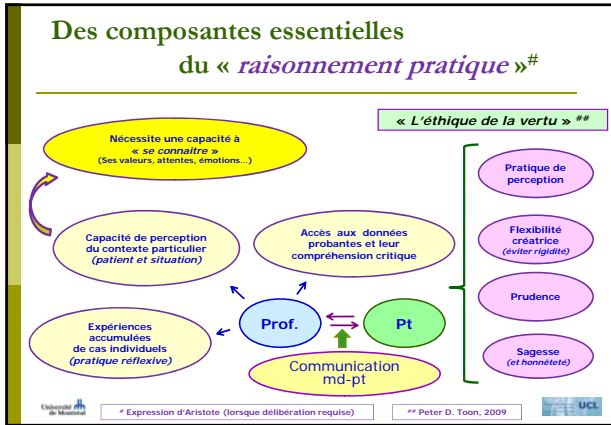 Des composantes essentielles
du « raisonnement pratique »#
« L'éthique de la vertu » ##
Nécessite une capacité à
« se connaître »
(Ses valeurs, attentes, émotions...)
Capacité de perception
du contexte particulier
(patient et situation)
Accès aux données
probantes et leur
compréhension critique
Expériences
accumulées
de cas individuels
(pratique réflexive)
Prof.
Pt
Communication
md-pt
Pratique de
perception
Flexibilité
créatrice
(éviter rigidité)
Prudence
Sagesse
(et honnêteté)
Université
de Montréal
# Expression d'Aristote (lorsque délibération requise)
## Peter D. Toon, 2009
UCL